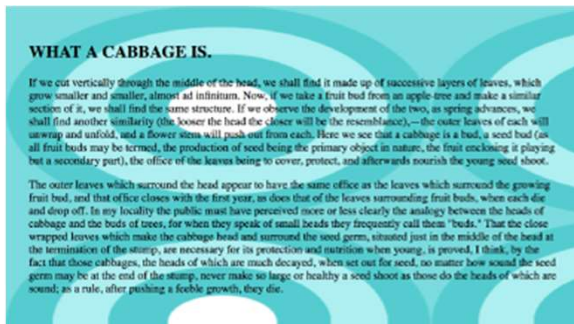 WHAT A CABBAGE IS.
If we cut vertically through the middle of the head, we shall find it made up of successive layers of leaves, which
grow smaller and smaller, almost ad infinitum. Now, if we take a fruit bud from an apple-tree and make a similar
section of it, we shall find the same structure. If we observe the development of the two, as spring advances, we
shall find another similarity (the looser the head the closer will be the resemblance),—the outer leaves of each will
unwrap and unfold, and a flower stem will push out from each. Here we see that a cabbage is a bud, a seed bud (as
all fruit buds may be termed, the production of seed being the primary object in nature, the fruit enclosing it playing
but a secondary part), the office of the leaves being to cover, protect, and afterwards nourish the young seed shoot.
The outer leaves which surround the head appear to have the same office as the leaves which surround the growing
fruit bud, and that office closes with the first year, as does that of the leaves surrounding fruit buds, when each die
and drop off. In my locality the public must have perceived more or less clearly the analogy between the heads of
cabbage and the buds of trees, for when they speak of small heads they frequently call them "buds." That the close
wrapped leaves which make the cabbage head and surround the seed germ, situated just in the middle of the head at
the termination of the stump, are necessary for its protection and nutrition when young, is proved, I think, by the
fact that those cabbages, the heads of which are much decayed, when set out for seed, no matter how sound the seed
germ may be at the end of the stump, never make so large or healthy a seed shoot as those do the heads of which are
sound; as a rule, after pushing a feeble growth, they die.